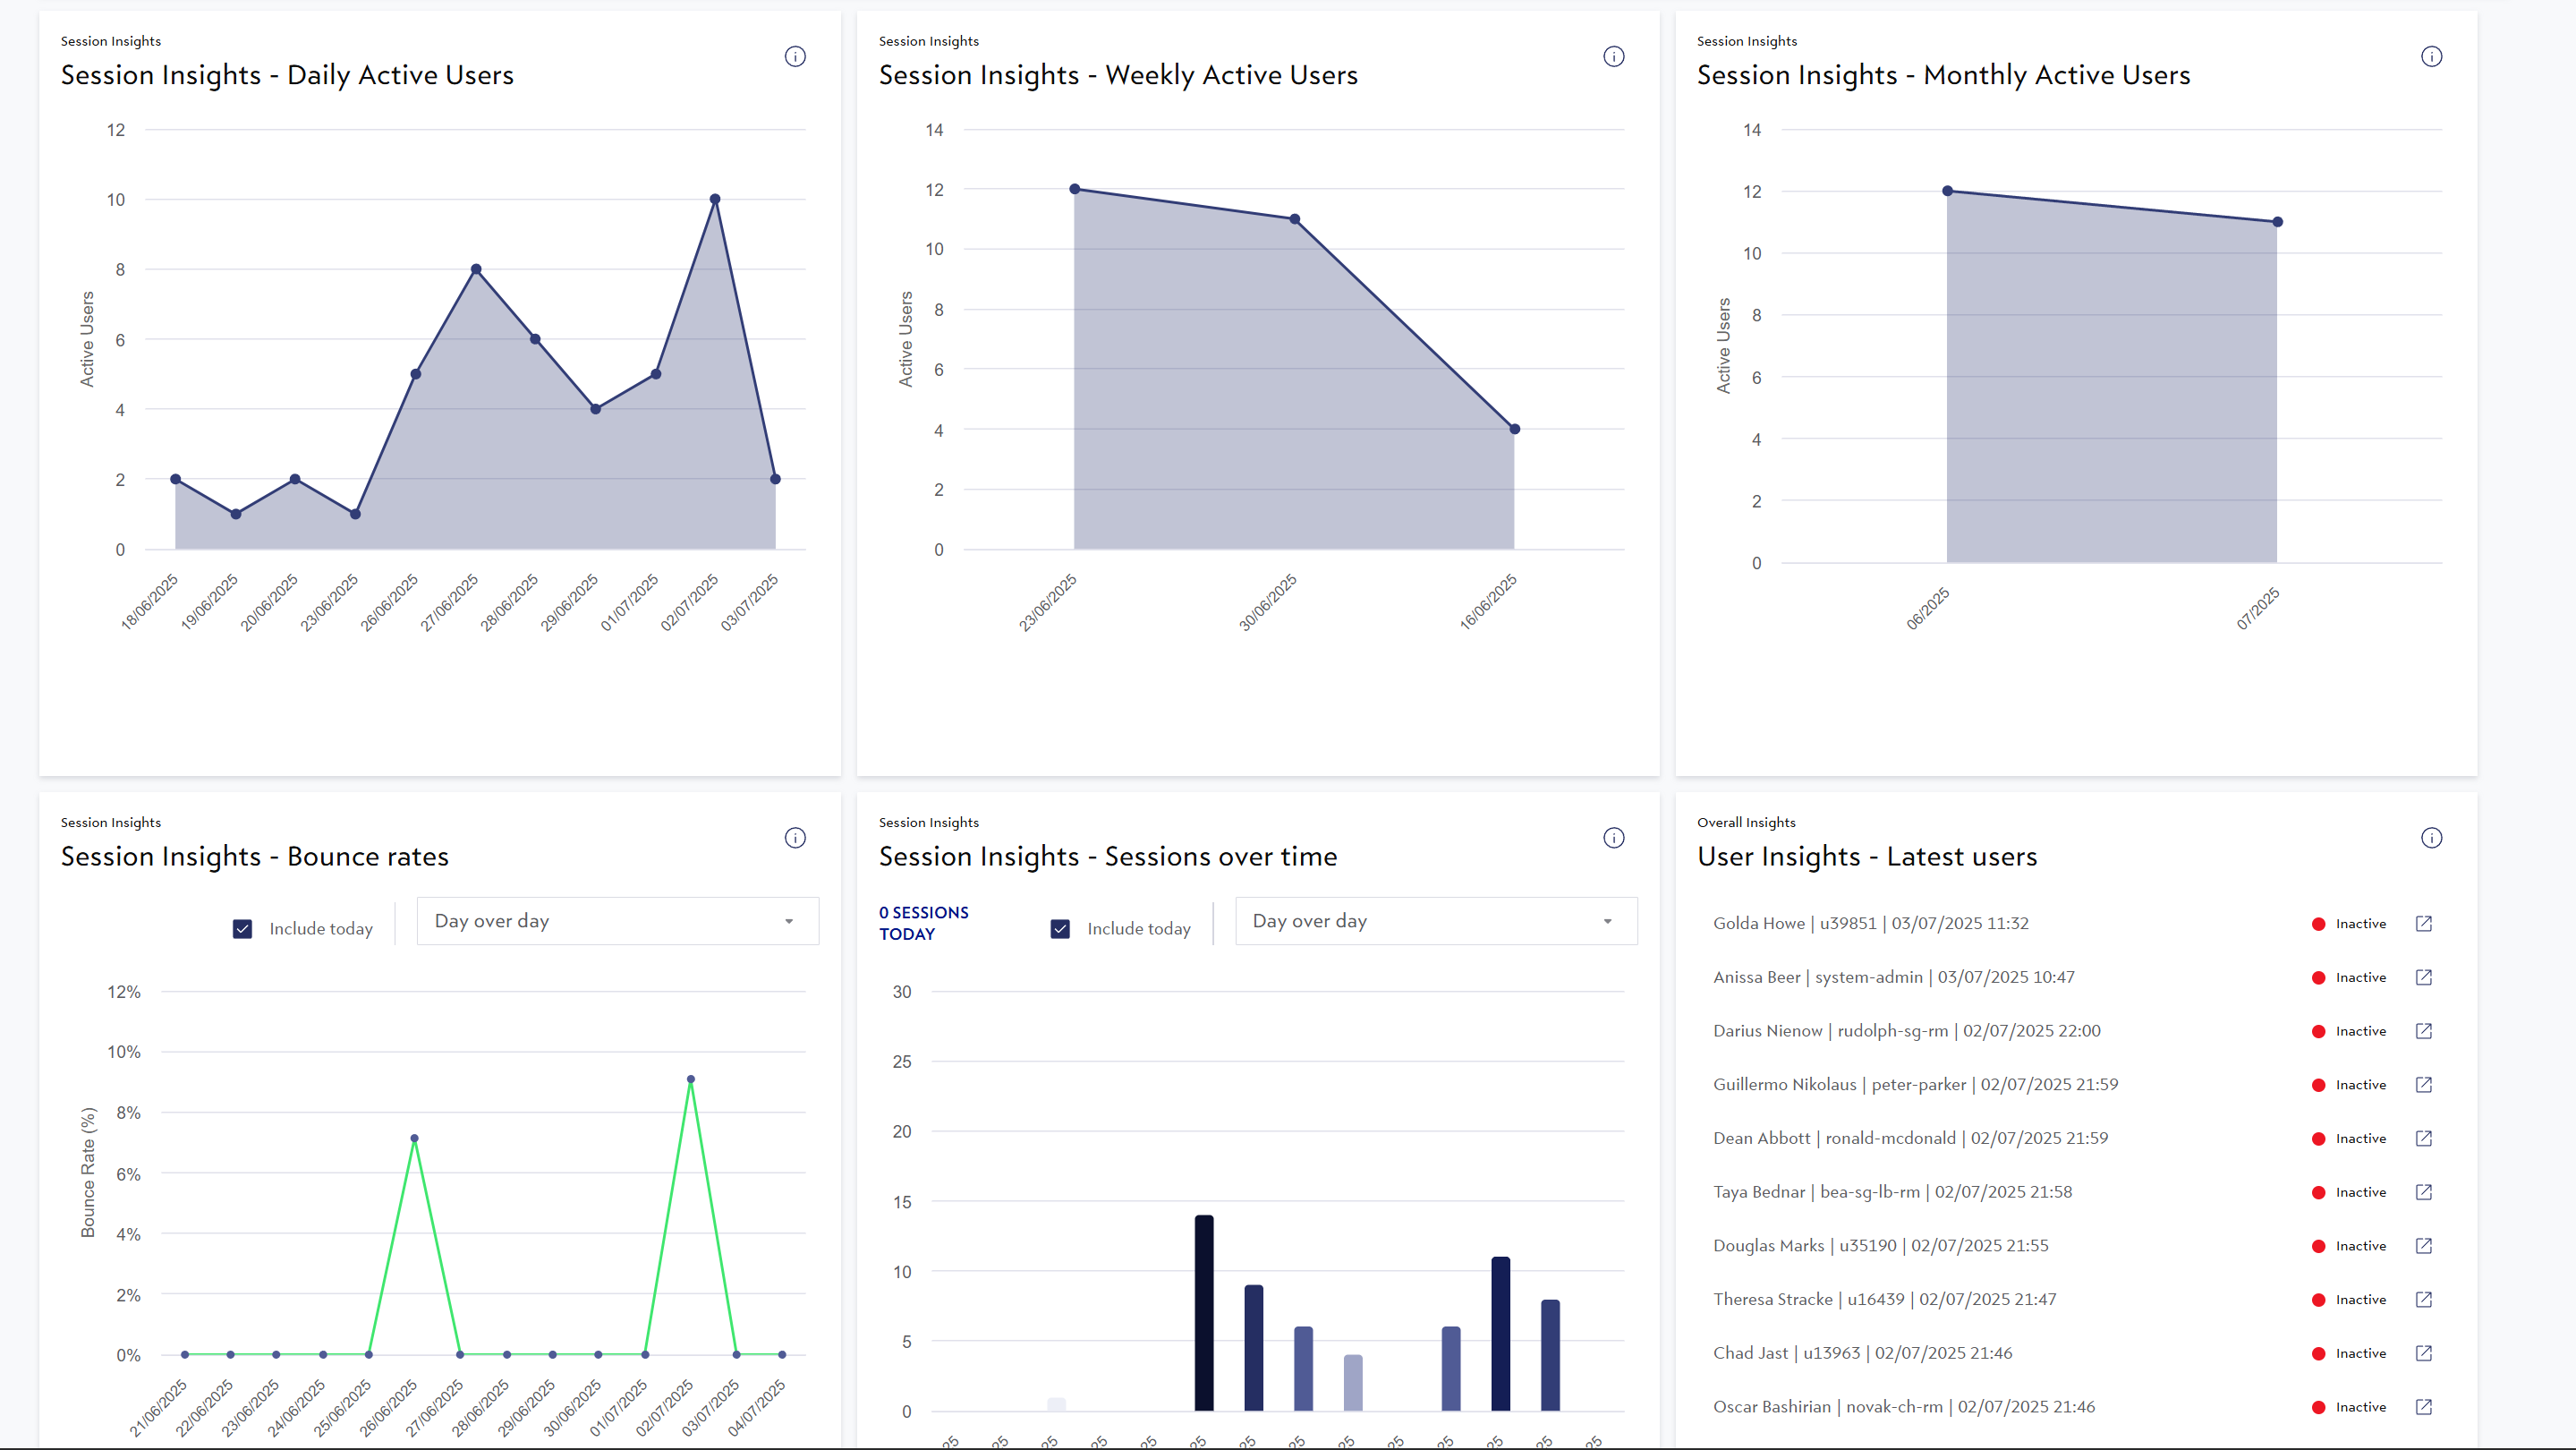 Session Insights
Session Insights - Daily Active Users
12
10
8
6
4
2
0
Active Users
18/06/2025
19/06/2025
20/06/2025
23/06/2025
26/06/2025
27/06/2025
28/06/2025
29/06/2025
01/07/2025
02/07/2025
03/07/2025
Session Insights
Session Insights - Weekly Active Users
14
12
10
8
6
4
2
0
Active Users
23/06/2025
30/06/2025
16/06/2025
Session Insights
Session Insights - Monthly Active Users
14
12
10
8
6
4
2
0
Active Users
06/2025
07/2025
Session Insights
Session Insights - Bounce rates
Include today
Day over day
12%
10%
8%
6%
4%
2%
0%
Bounce Rate (%)
21/06/2025
22/06/2025
23/06/2025
24/06/2025
25/06/2025
26/06/2025
27/06/2025
28/06/2025
29/06/2025
30/06/2025
01/07/2025
02/07/2025
03/07/2025
04/07/2025
Session Insights
Session Insights - Sessions over time
0 SESSIONS
TODAY
Include today
Day over day
30
25
20
15
10
5
0
Overall Insights
User Insights - Latest users
Golda Howe | u39851 | 03/07/2025 11:32 Inactive
Anissa Beer | system-admin | 03/07/2025 10:47 Inactive
Darius Nienow | rudolph-sg-rm | 02/07/2025 22:00 Inactive
Guillermo Nikolaus | peter-parker | 02/07/2025 21:59 Inactive
Dean Abbott | ronald-mcdonald | 02/07/2025 21:59 Inactive
Taya Bednar | bea-sg-lb-rm | 02/07/2025 21:58 Inactive
Douglas Marks | u35190 | 02/07/2025 21:55 Inactive
Theresa Stracke | u16439 | 02/07/2025 21:47 Inactive
Chad Jast | u13963 | 02/07/2025 21:46 Inactive
Oscar Bashirian | novak-ch-rm | 02/07/2025 21:46 Inactive